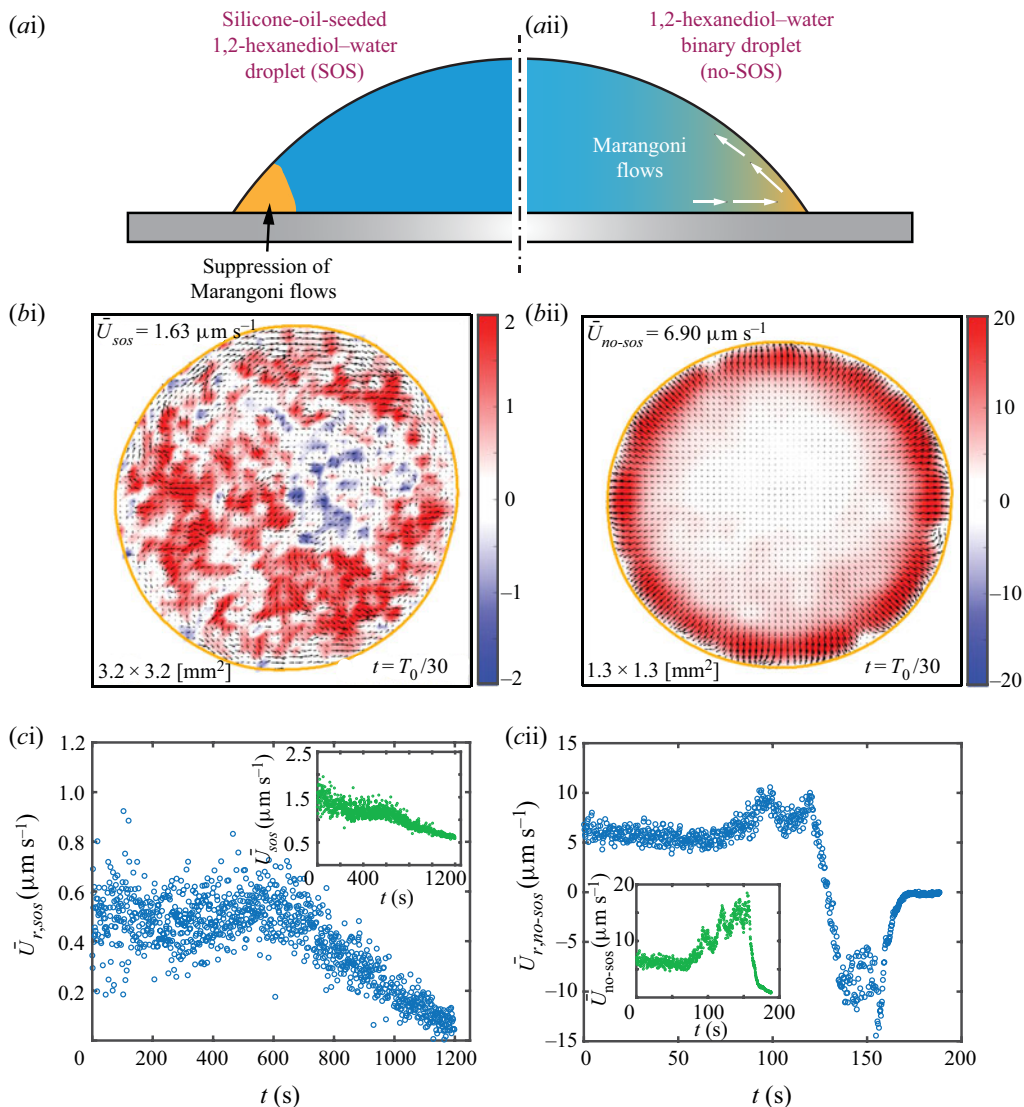 (ai)
Silicone-oil-seeded
1,2-hexanediol–water
droplet (SOS)
(aii)
1,2-hexanediol–water
binary droplet
(no-SOS)
Marangoni
flows
Suppression of
Marangoni flows
(bi)
Ū_sos = 1.63 μm s⁻¹
3.2 × 3.2 [mm²]
t = T₀/30
2
1
0
−1
−2
(bii)
Ū_no-sos = 6.90 μm s⁻¹
1.3 × 1.3 [mm²]
t = T₀/30
20
10
0
−10
−20
(ci)
1.2
1.0
0.8
0.6
0.4
0.2
0
200
400
600
800
1000
1200
Ū_r,sos (μm s⁻¹)
t (s)
2.5
1.5
0.5
0
400
800
1200
Ū_sos (μm s⁻¹)
t (s)
(cii)
15
10
5
0
−5
−10
−15
0
50
100
150
200
Ū_r,no-sos (μm s⁻¹)
t (s)
20
10
0
100
200
Ū_no-sos (μm s⁻¹)
t (s)